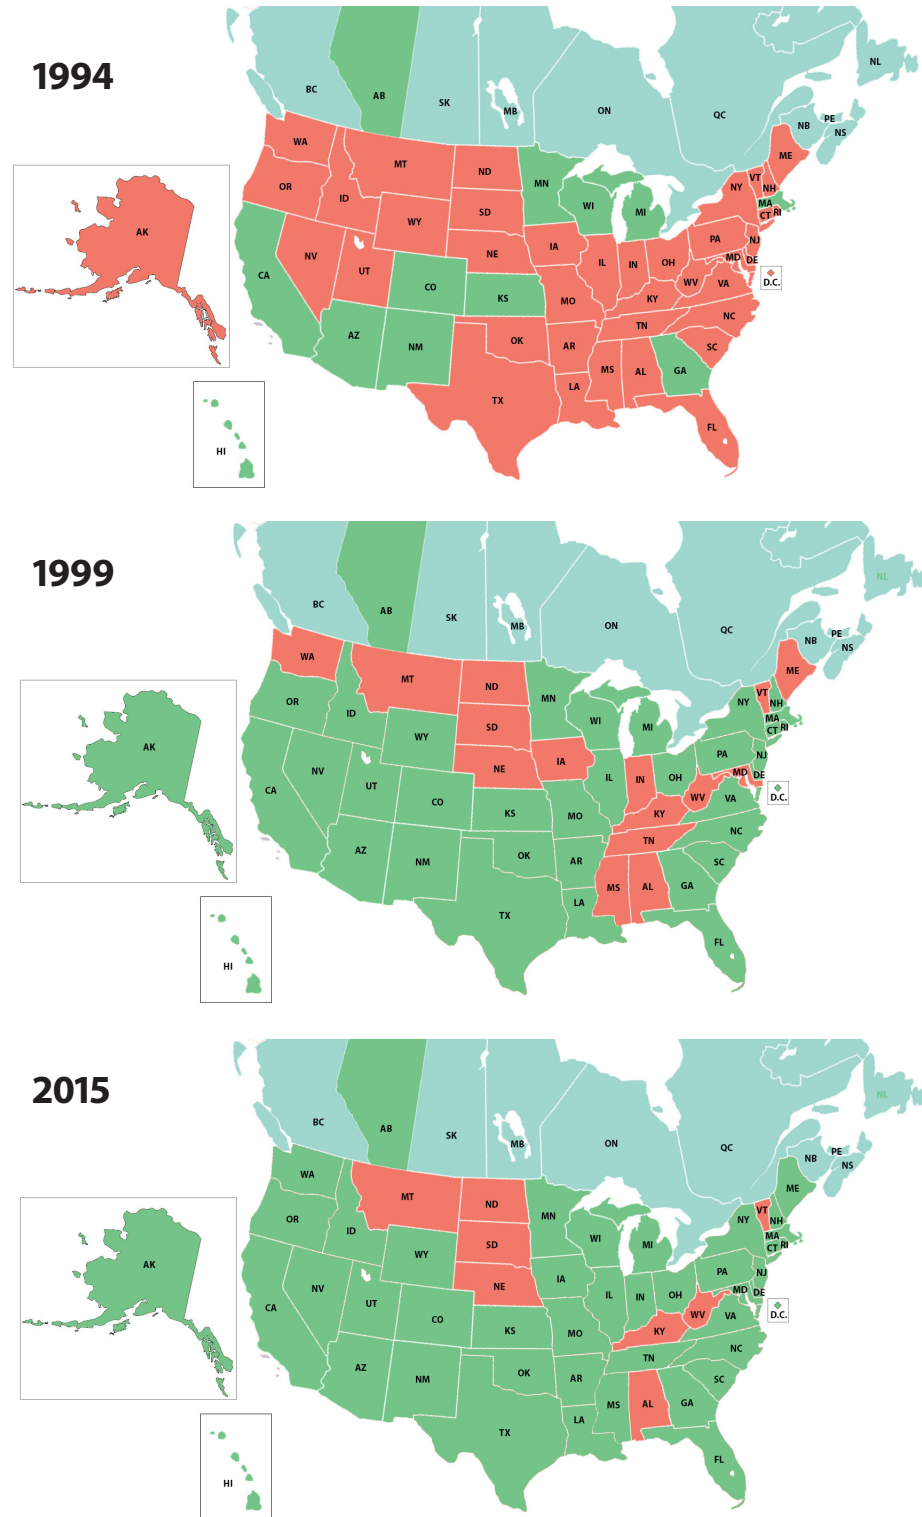 1994
NL
BC
AB
SK
MB
ON
QC
NB
PE
NS
WA
OR
ID
MT
ND
MN
WI
MI
NY
VT
NH
ME
MA
CT
RI
AK
SD
WY
NV
UT
NE
IA
IL
IN
OH
PA
NJ
MD
DE
D.C.
CA
CO
KS
MO
KY
WV
VA
AZ
NM
OK
AR
TN
NC
SC
TX
LA
MS
AL
GA
FL
HI
1999
NL
BC
AB
SK
MB
ON
QC
NB
PE
NS
WA
OR
ID
MT
ND
MN
WI
MI
NY
VT
NH
ME
MA
CT
RI
AK
SD
WY
NV
UT
NE
IA
IL
IN
OH
PA
NJ
MD
DE
D.C.
CA
CO
KS
MO
KY
WV
VA
AZ
NM
OK
AR
TN
NC
SC
TX
LA
MS
AL
GA
FL
HI
2015
NL
BC
AB
SK
MB
ON
QC
NB
PE
NS
WA
OR
ID
MT
ND
MN
WI
MI
NY
VT
NH
ME
MA
CT
RI
AK
SD
WY
NV
UT
NE
IA
IL
IN
OH
PA
NJ
MD
DE
D.C.
CA
CO
KS
MO
KY
WV
VA
AZ
NM
OK
AR
TN
NC
SC
TX
LA
MS
AL
GA
FL
HI